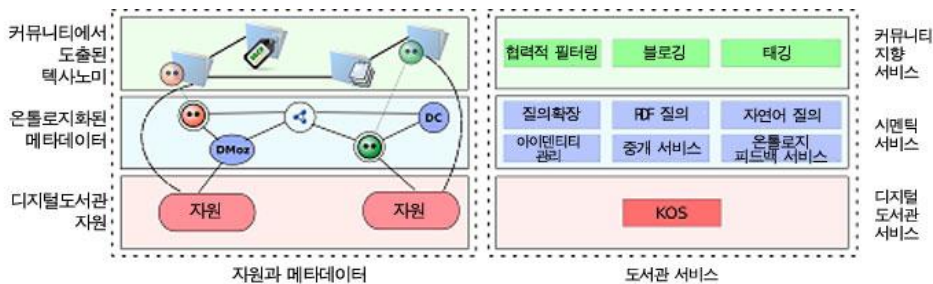 커뮤니티에서
도출된
텍사노미
온톨로지화된
메타데이터
디지털도서관
자원
DMoz
DC
자원
자원
자원과 메타데이터
협력적 필터링
블로깅
태깅
질의확장
RDF 질의
자연어 질의
아이덴티티
관리
중개 서비스
온톨로지
피드백 서비스
KOS
도서관 서비스
커뮤니티
지향
서비스
시멘틱
서비스
디지털
도서관
서비스